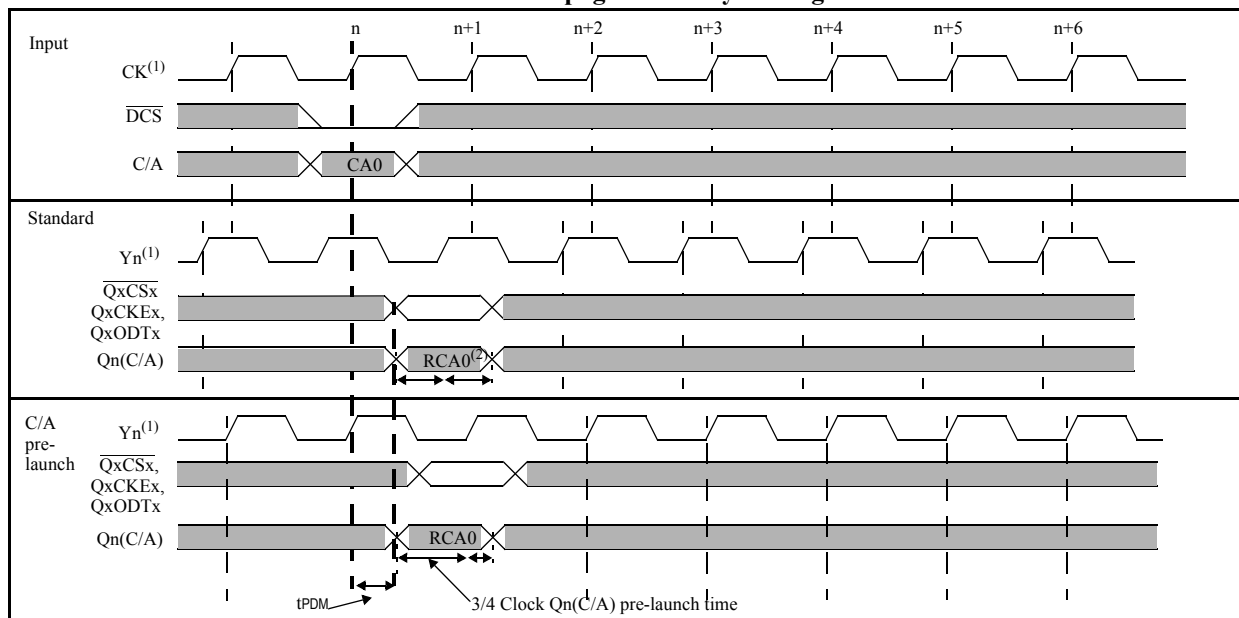 Input
n n+1 n+2 n+3 n+4 n+5 n+6
CK(1)
DCS
C/A
CA0
Standard
Yn(1)
QxCSx
QxCKEx,
QxODTx
Qn(C/A)
RCA0(2)
C/A
pre-
launch
Yn(1)
QxCSx,
QxCKEx,
QxODTx
Qn(C/A)
RCA0
tPDM
3/4 Clock Qn(C/A) pre-launch time